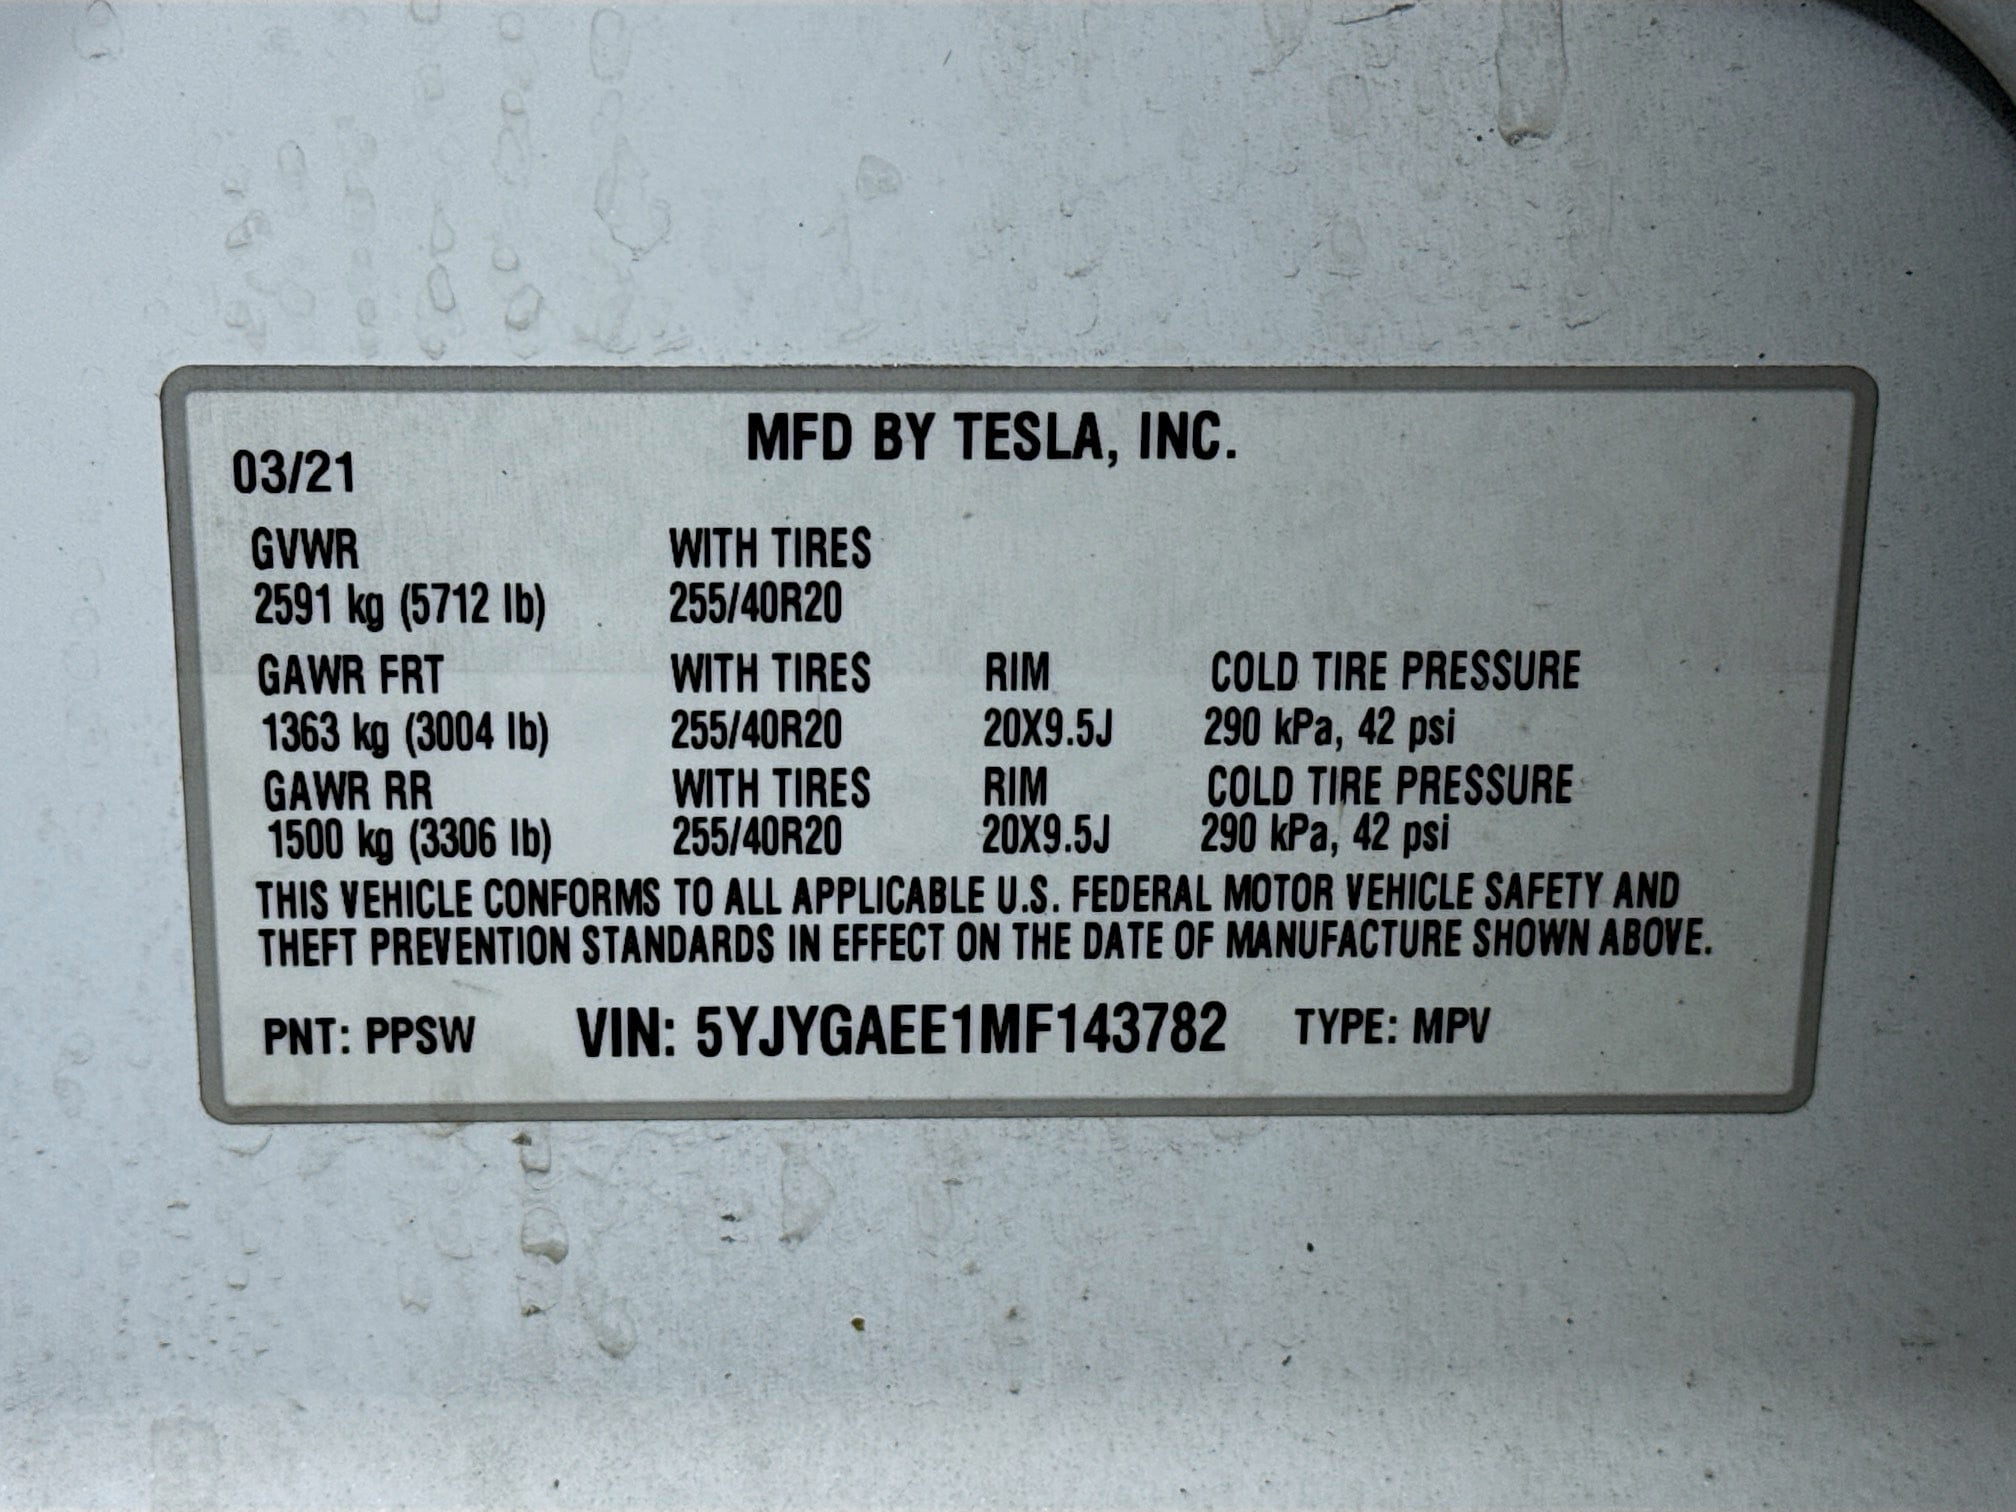 MFD BY TESLA, INC.
03/21
GVWR WITH TIRES
2591 kg (5712 lb) 255/40R20
GAWR FRT WITH TIRES RIM COLD TIRE PRESSURE
1363 kg (3004 lb) 255/40R20 20X9.5J 290 kPa, 42 psi
GAWR RR WITH TIRES RIM COLD TIRE PRESSURE
1500 kg (3306 lb) 255/40R20 20X9.5J 290 kPa, 42 psi
THIS VEHICLE CONFORMS TO ALL APPLICABLE U.S. FEDERAL MOTOR VEHICLE SAFETY AND
THEFT PREVENTION STANDARDS IN EFFECT ON THE DATE OF MANUFACTURE SHOWN ABOVE.
PNT: PPSW VIN: 5YJYGAEE1MF143782 TYPE: MPV